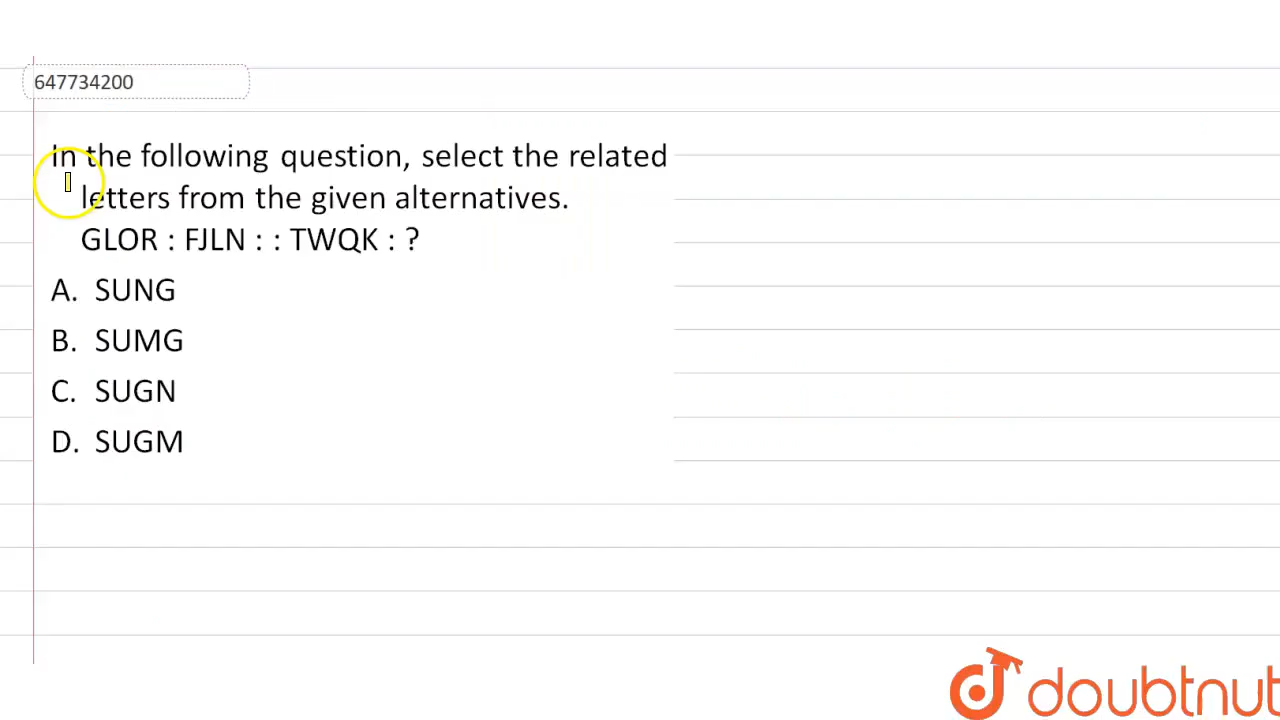 647734200
In the following question, select the related
letters from the given alternatives.
GLOR : FJLN : : TWQK : ?
A. SUNG
B. SUMG
C. SUGN
D. SUGM
doubtnut